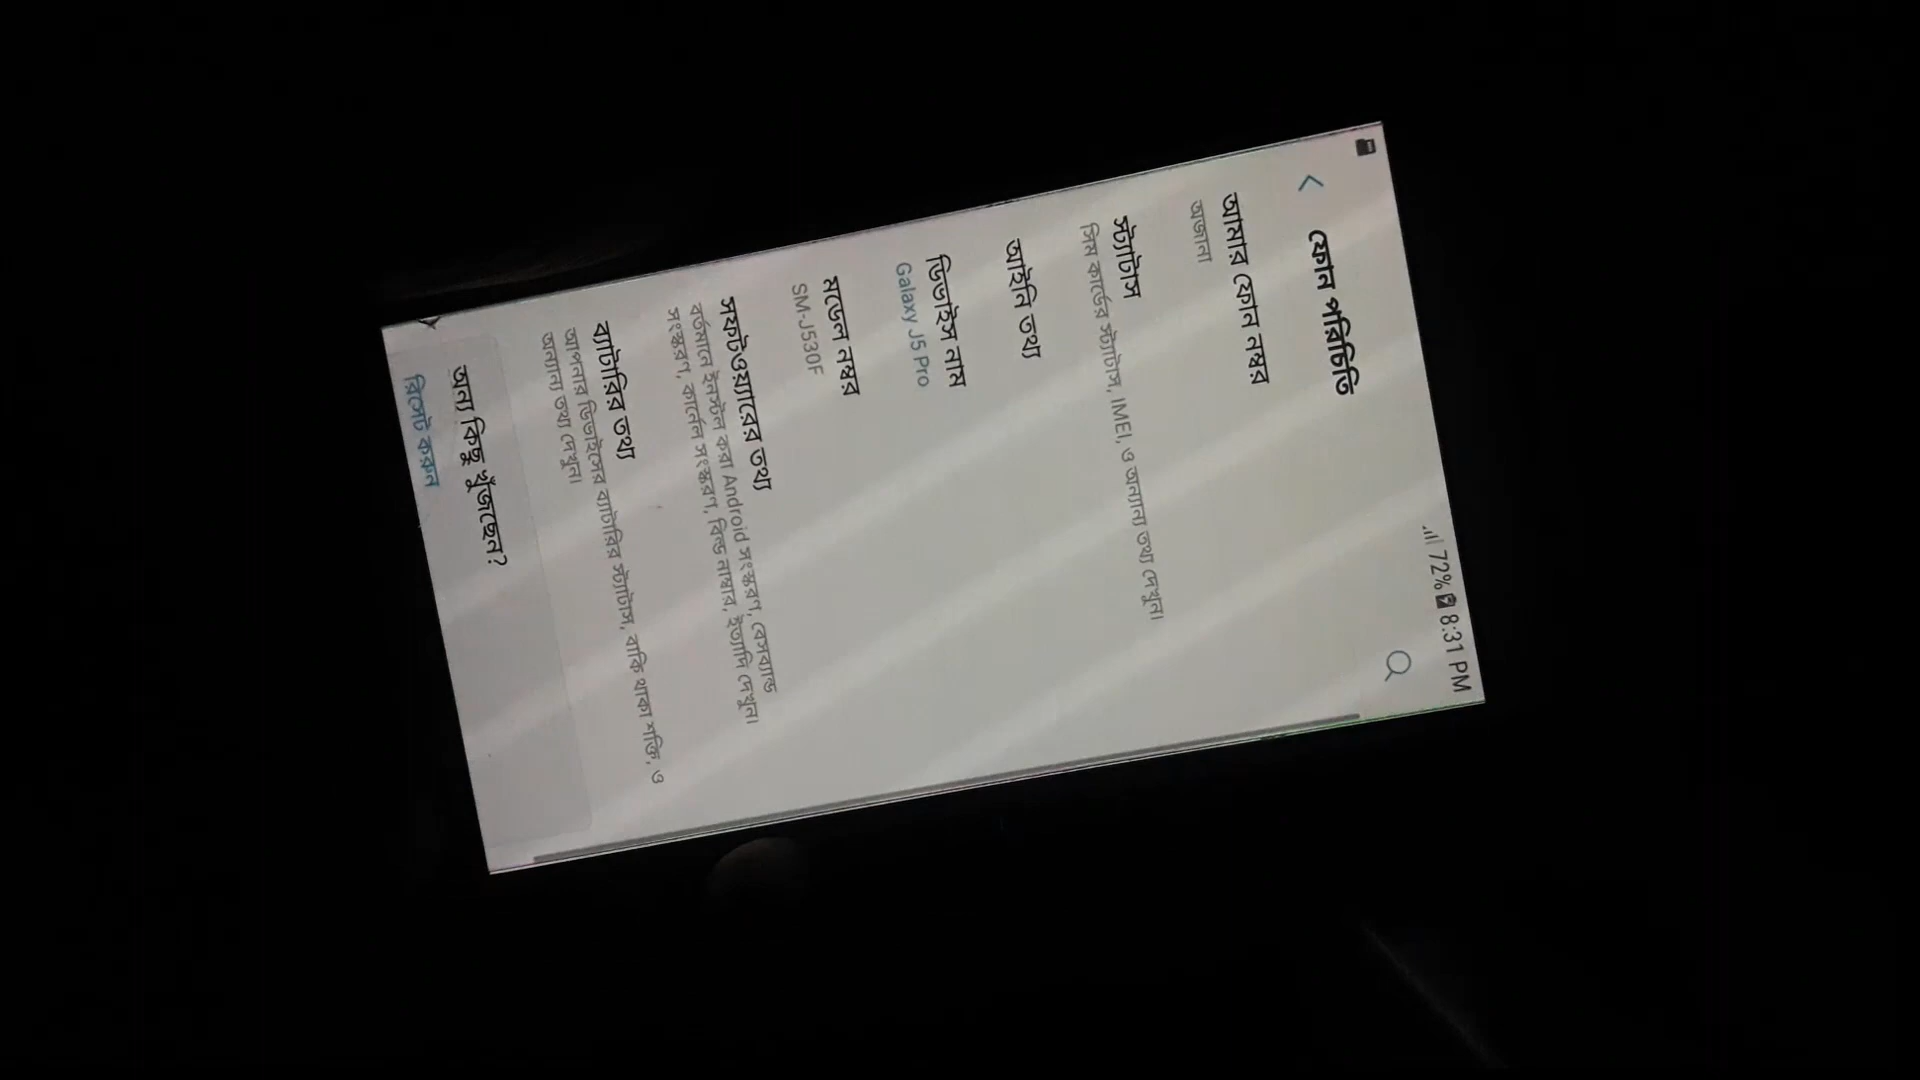 72% 8:31 PM
ফোন পরিচিতি
আমার ফোন নম্বর
অজানা
স্ট্যাটাস
সিম কার্ডের স্ট্যাটাস, IMEI, ও অন্যান্য তথ্য দেখুন।
আইনি তথ্য
ডিভাইস নাম
Galaxy J5 Pro
মডেল নম্বর
SM-J530F
সফটওয়্যারের তথ্য
বর্তমানে ইনস্টল করা Android সংস্করণ, বেসব্যান্ড
সংস্করণ, কার্নেল সংস্করণ, বিল্ড নাম্বার, ইত্যাদি দেখুন।
ব্যাটারির তথ্য
আপনার ডিভাইসের ব্যাটারির স্ট্যাটাস, বাকি থাকা শক্তি, ও
অন্যান্য তথ্য দেখুন।
অন্য কিছু খুঁজছেন?
রিসেট করুন